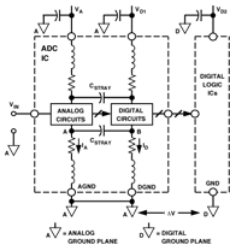 VA
VD1
VD2
A
A
D
ADC
IC
CSTRAY
VIN
ANALOG
CIRCUITS
DIGITAL
CIRCUITS
DIGITAL
LOGIC
ICs
CSTRAY
A
B
IA
ID
AGND
DGND
GND
A
A
A
ΔV
D
A
= ANALOG
GROUND PLANE
D
= DIGITAL
GROUND PLANE